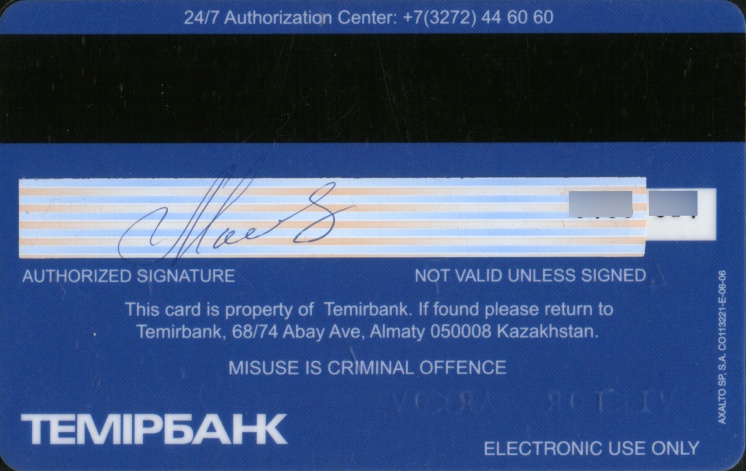 24/7 Authorization Center: +7(3272) 44 60 60
AUTHORIZED SIGNATURE
NOT VALID UNLESS SIGNED
This card is property of Temirbank. If found please return to
Temirbank, 68/74 Abay Ave, Almaty 050008 Kazakhstan.
MISUSE IS CRIMINAL OFFENCE
AXALTO SP, S.A. CO113221-E-06-06
ТЕМIРБАНК
ELECTRONIC USE ONLY